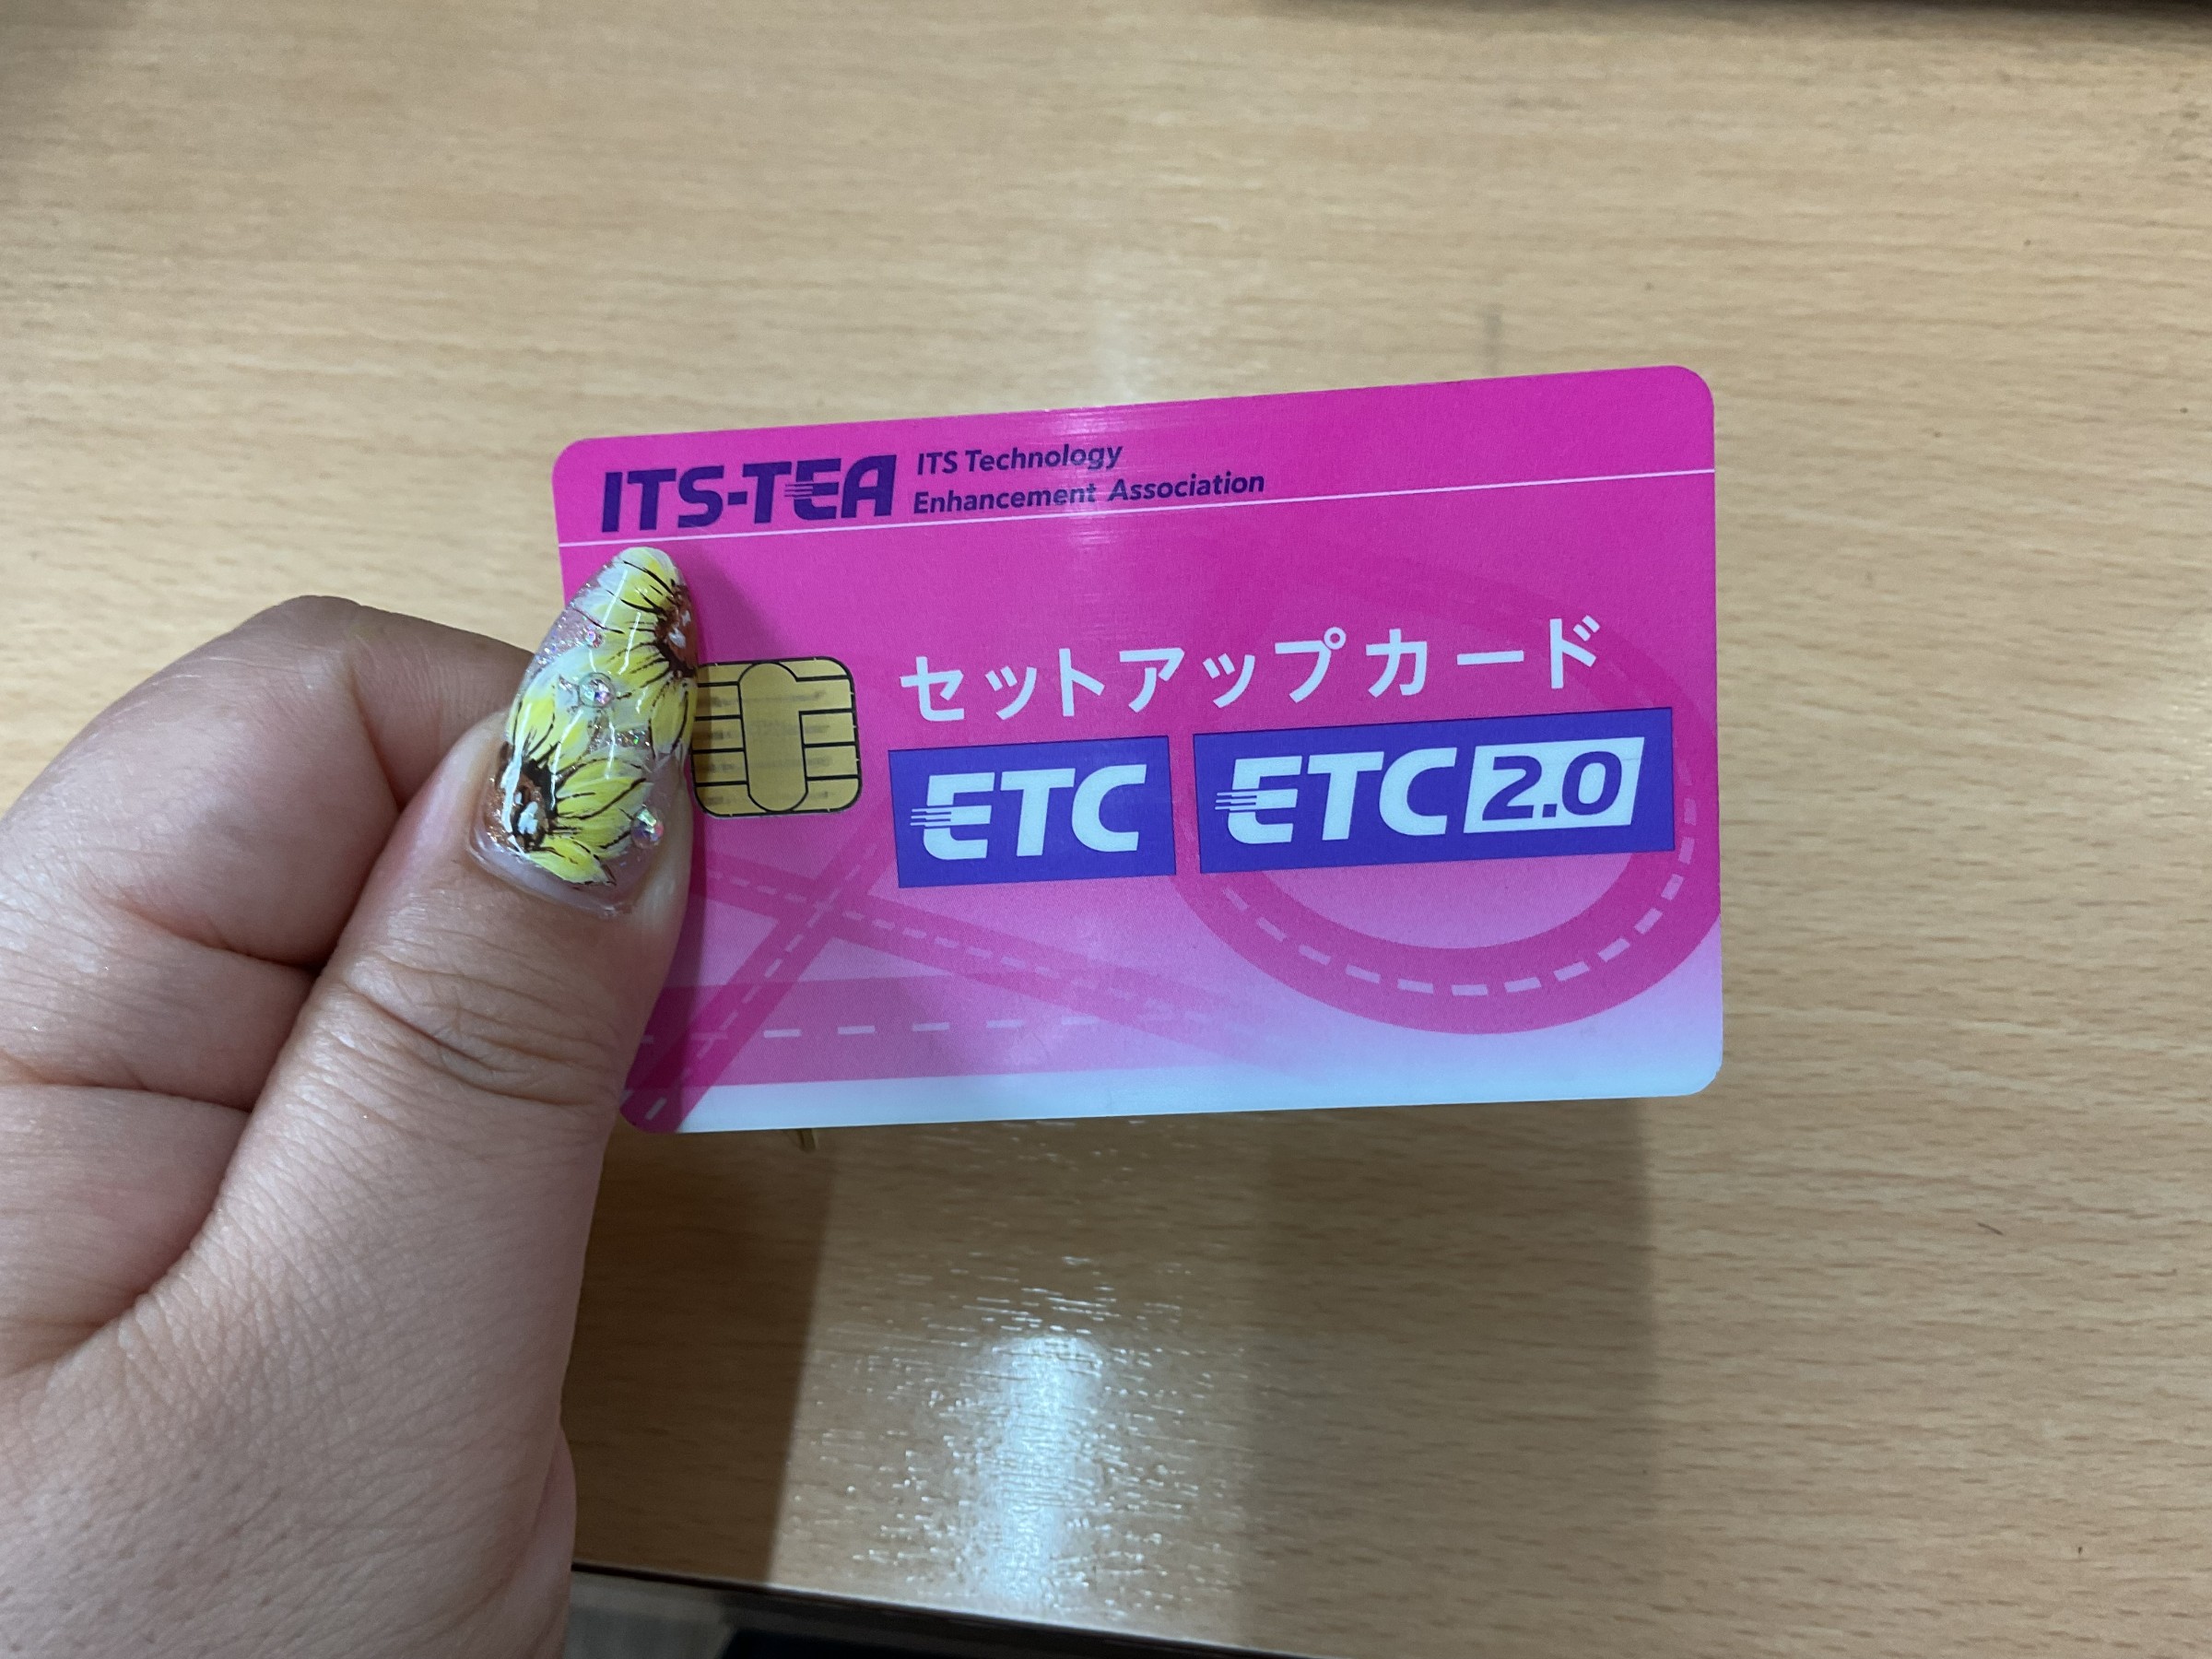 ITS-TEA ITS Technology
Enhancement Association
セットアップカード
ETC ETC 2.0